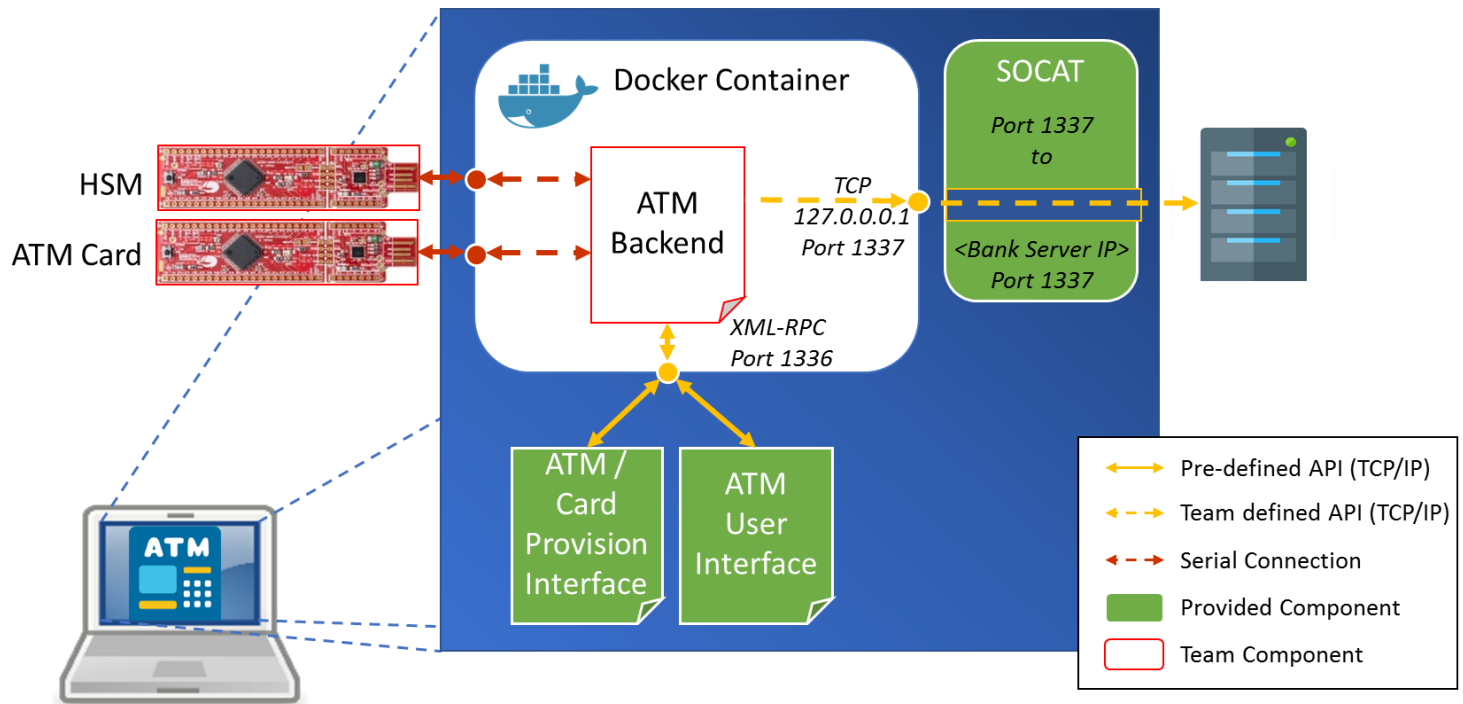 Docker Container
SOCAT
Port 1337
to
<Bank Server IP>
Port 1337
HSM
ATM Card
ATM
Backend
TCP
127.0.0.0.1
Port 1337
XML-RPC
Port 1336
ATM /
Card
Provision
Interface
ATM
User
Interface
ATM
Pre-defined API (TCP/IP)
Team defined API (TCP/IP)
Serial Connection
Provided Component
Team Component